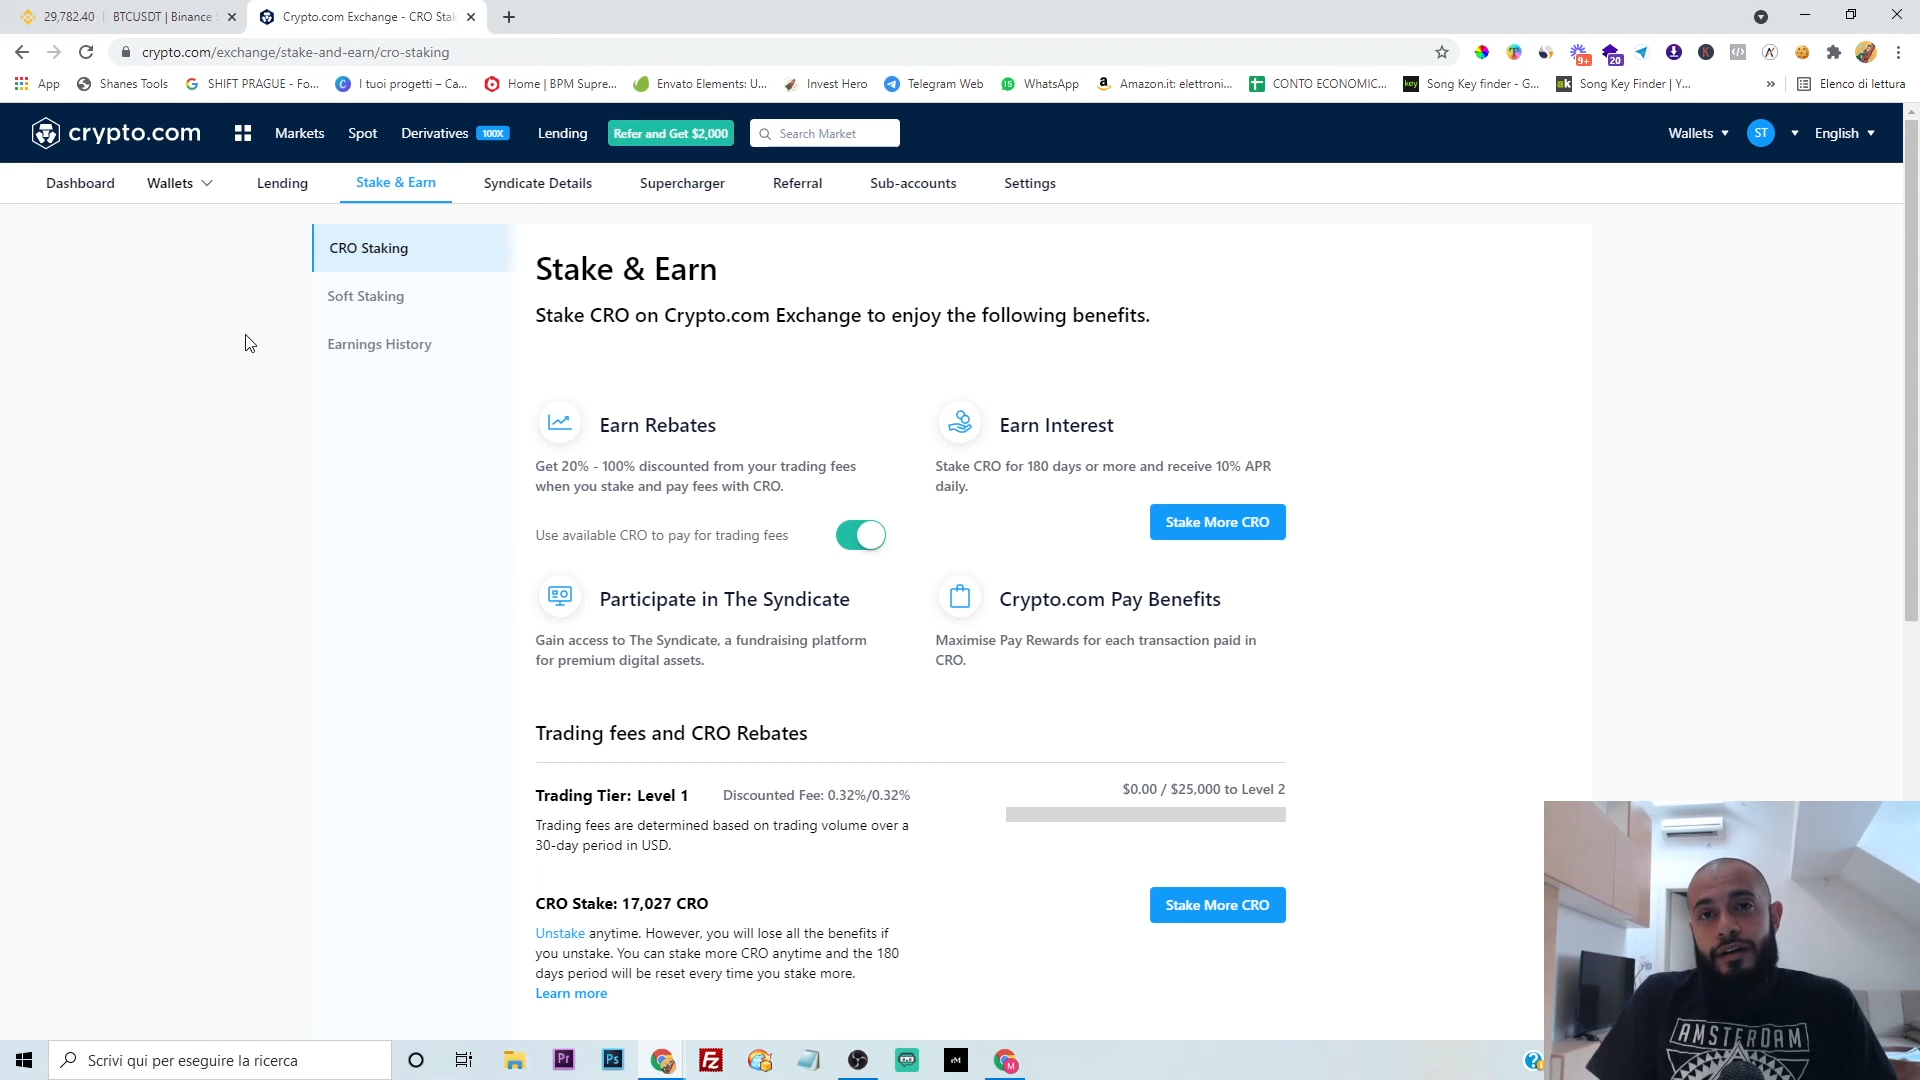 29,782.40 | BTCUSDT | Binance
Crypto.com Exchange - CRO Stak
crypto.com/exchange/stake-and-earn/cro-staking
9+
20
App
Shanes Tools
SHIFT PRAGUE - Fo...
I tuoi progetti – Ca...
Home | BPM Supre...
Envato Elements: U...
Invest Hero
Telegram Web
15
WhatsApp
Amazon.it: elettroni...
CONTO ECONOMIC...
key
Song Key finder - G...
ak
Song Key Finder | Y...
»
Elenco di lettura
crypto.com
Markets
Spot
Derivatives 100X
Lending
Refer and Get $2,000
Search Market
Wallets
ST
English
Dashboard
Wallets
Lending
Stake & Earn
Syndicate Details
Supercharger
Referral
Sub-accounts
Settings
CRO Staking
Soft Staking
Earnings History
Stake & Earn
Stake CRO on Crypto.com Exchange to enjoy the following benefits.
Earn Rebates
Get 20% - 100% discounted from your trading fees
when you stake and pay fees with CRO.
Use available CRO to pay for trading fees
Earn Interest
Stake CRO for 180 days or more and receive 10% APR
daily.
Stake More CRO
Participate in The Syndicate
Gain access to The Syndicate, a fundraising platform
for premium digital assets.
Crypto.com Pay Benefits
Maximise Pay Rewards for each transaction paid in
CRO.
Trading fees and CRO Rebates
Trading Tier: Level 1
Discounted Fee: 0.32%/0.32%
$0.00 / $25,000 to Level 2
Trading fees are determined based on trading volume over a
30-day period in USD.
CRO Stake: 17,027 CRO
Stake More CRO
Unstake anytime. However, you will lose all the benefits if
you unstake. You can stake more CRO anytime and the 180
days period will be reset every time you stake more.
Learn more
AMSTERDAM
Scrivi qui per eseguire la ricerca
Pr
Ps
Fz
rM
M